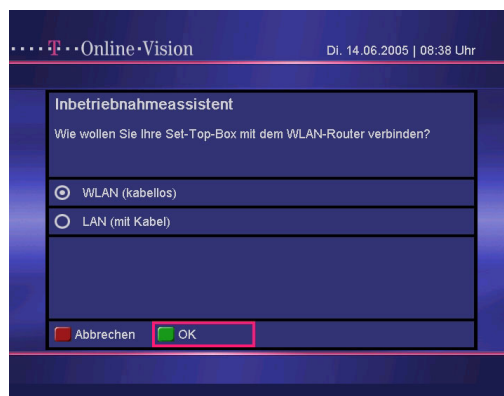 ····T··Online·Vision
Di. 14.06.2005 | 08:38 Uhr
Inbetriebnahmeassistent
Wie wollen Sie Ihre Set-Top-Box mit dem WLAN-Router verbinden?
WLAN (kabellos)
LAN (mit Kabel)
Abbrechen OK